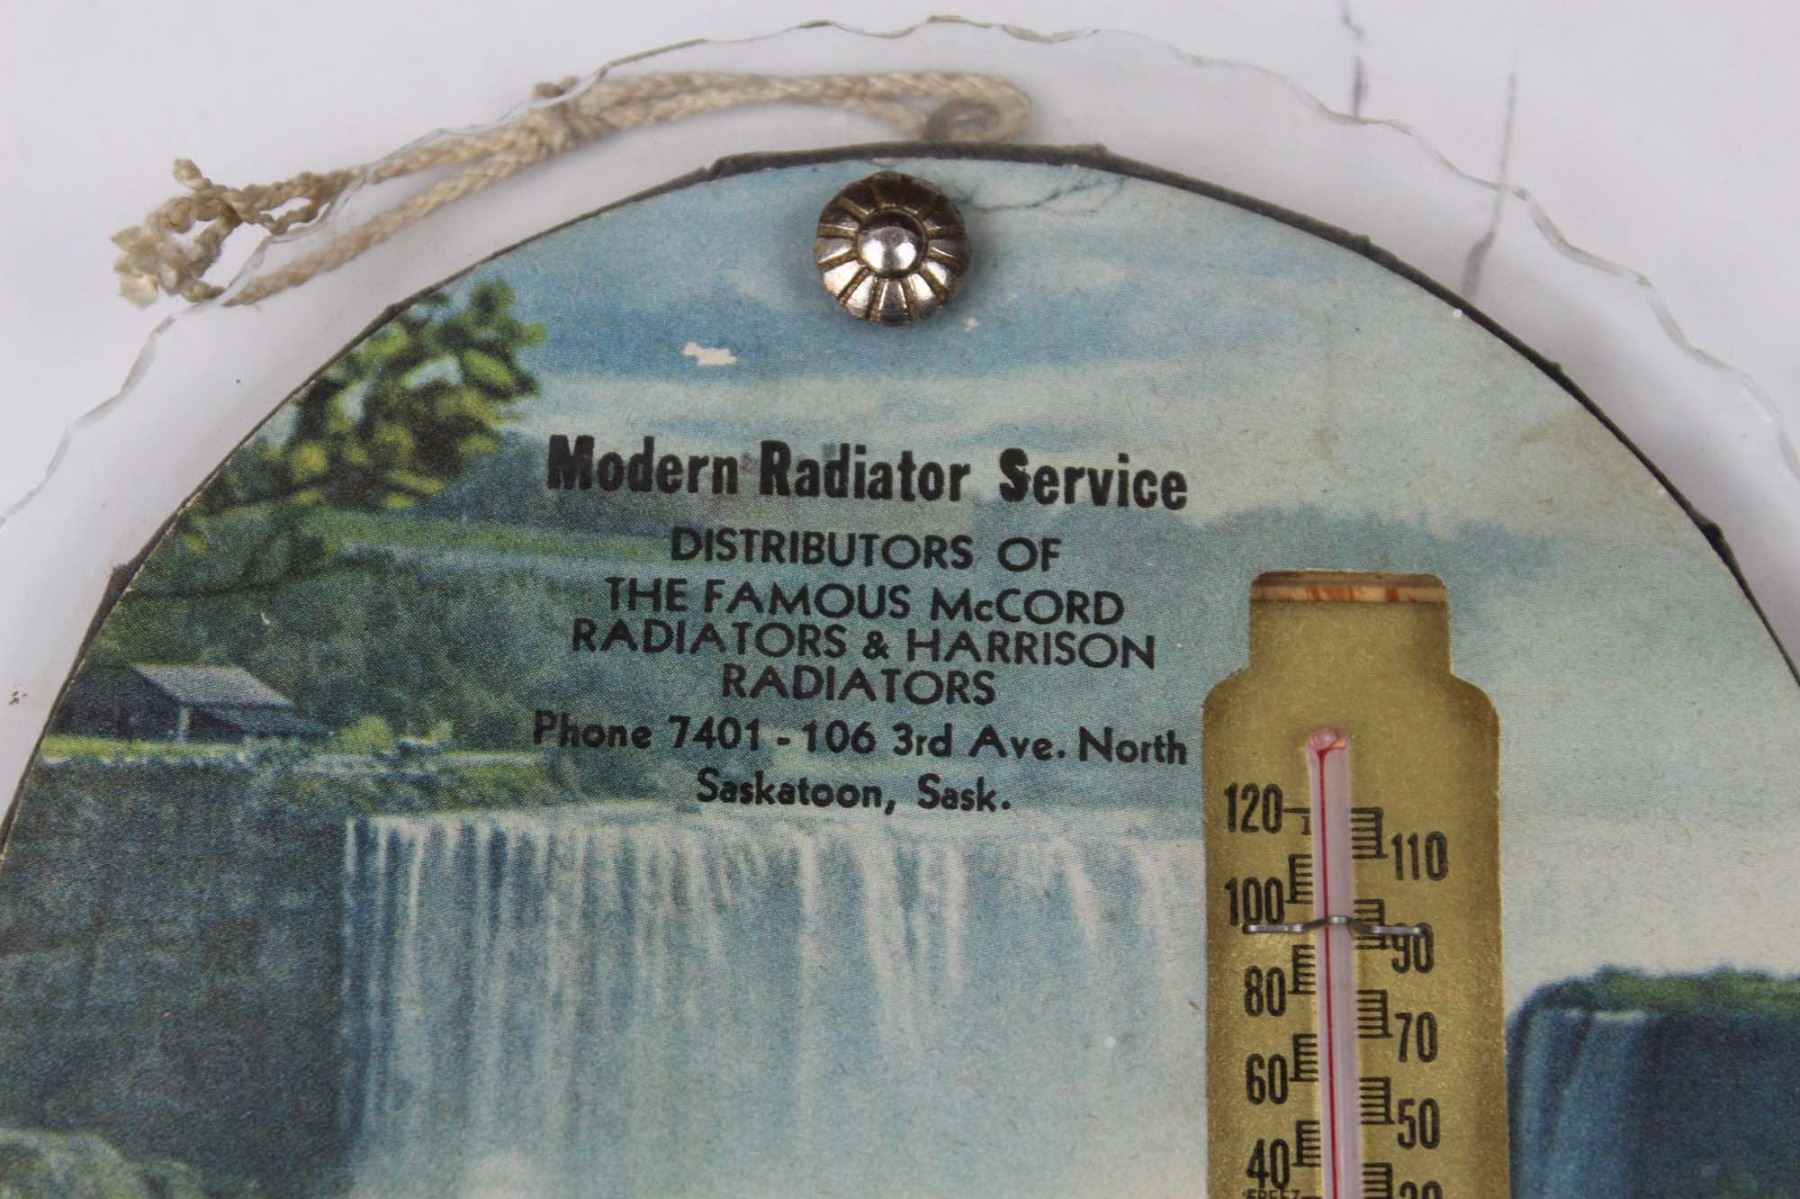 Modern Radiator Service
DISTRIBUTORS OF
THE FAMOUS McCORD
RADIATORS & HARRISON
RADIATORS
Phone 7401 - 106 3rd Ave. North
Saskatoon, Sask.
120
110
100
90
80
70
60
50
40